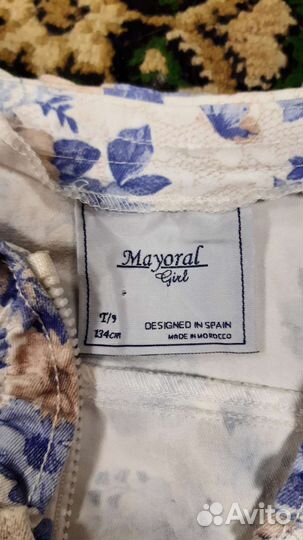 Mayoral
Girl
T/9
134cm
DESIGNED IN SPAIN
MADE IN MOROCCO
Avito